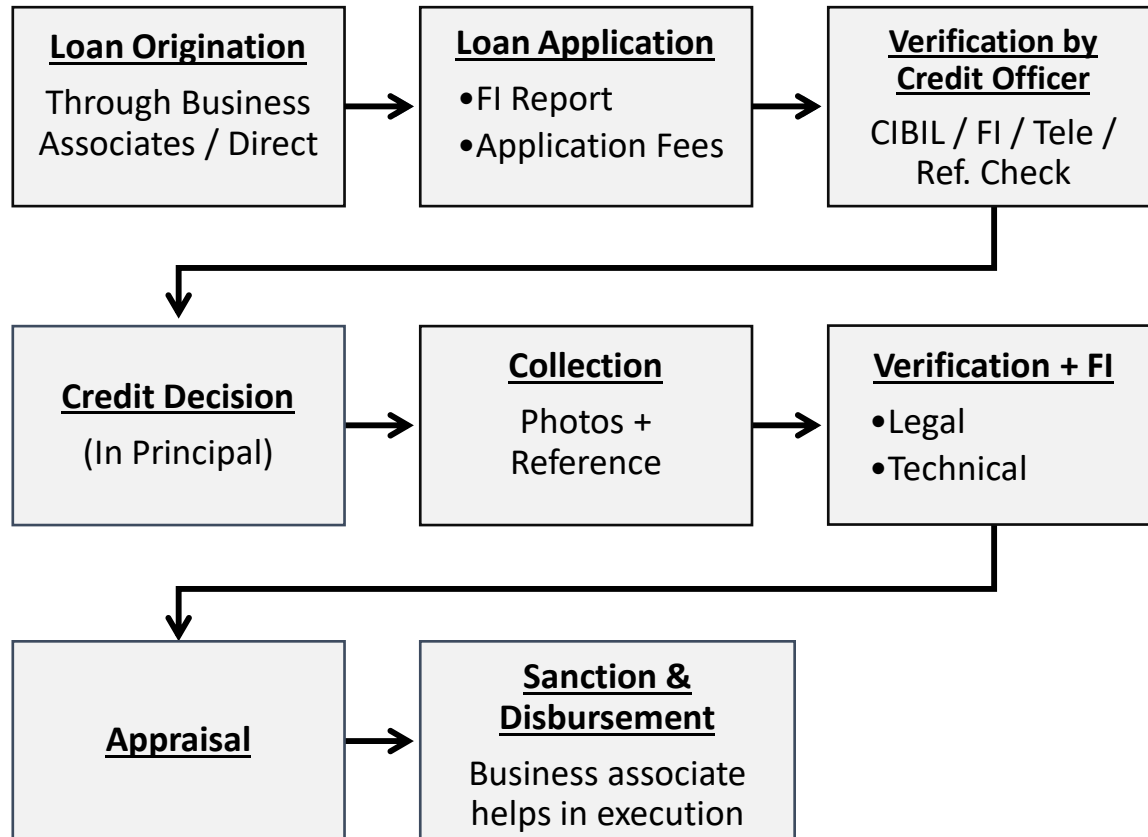 Loan Origination
Through Business
Associates / Direct
Loan Application
•FI Report
•Application Fees
Verification by
Credit Officer
CIBIL / FI / Tele /
Ref. Check
Credit Decision
(In Principal)
Collection
Photos +
Reference
Verification + FI
•Legal
•Technical
Appraisal
Sanction &
Disbursement
Business associate
helps in execution